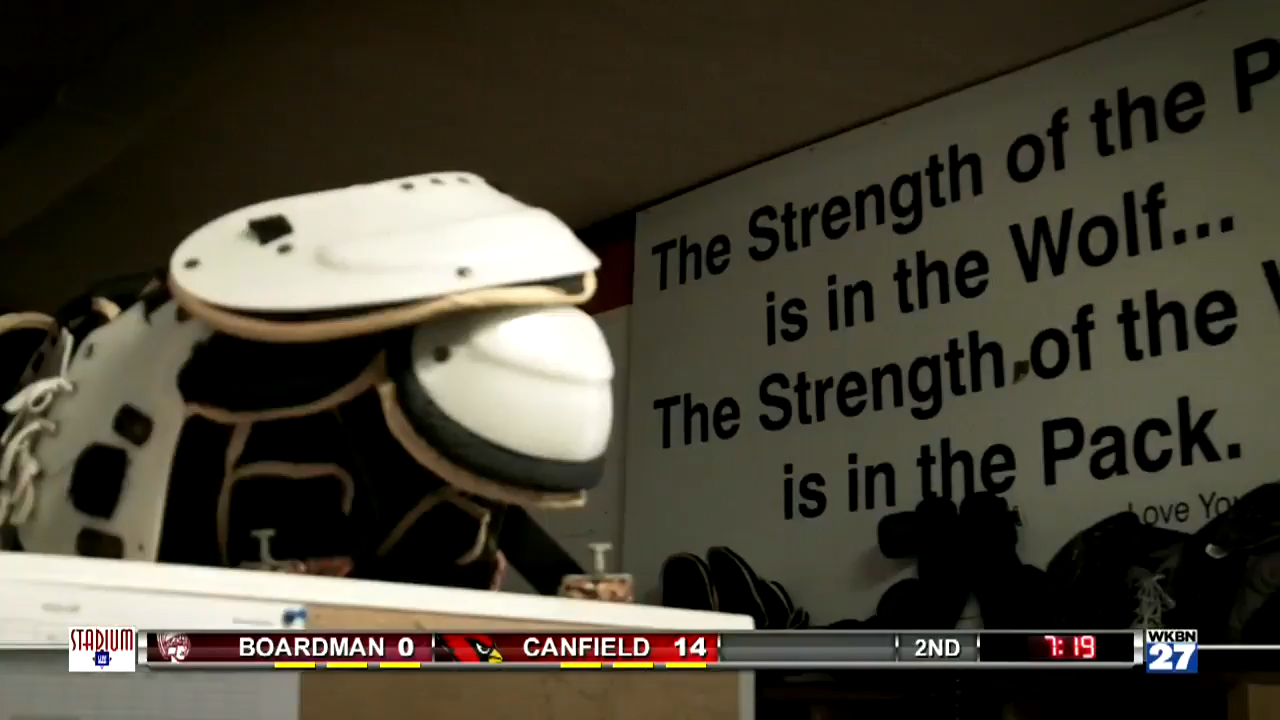 The Strength of the P
is in the Wolf...
The Strength of the
is in the Pack.
Love You
STADIUM
BOARDMAN 0
CANFIELD 14
2ND
7:19
WKBN
27